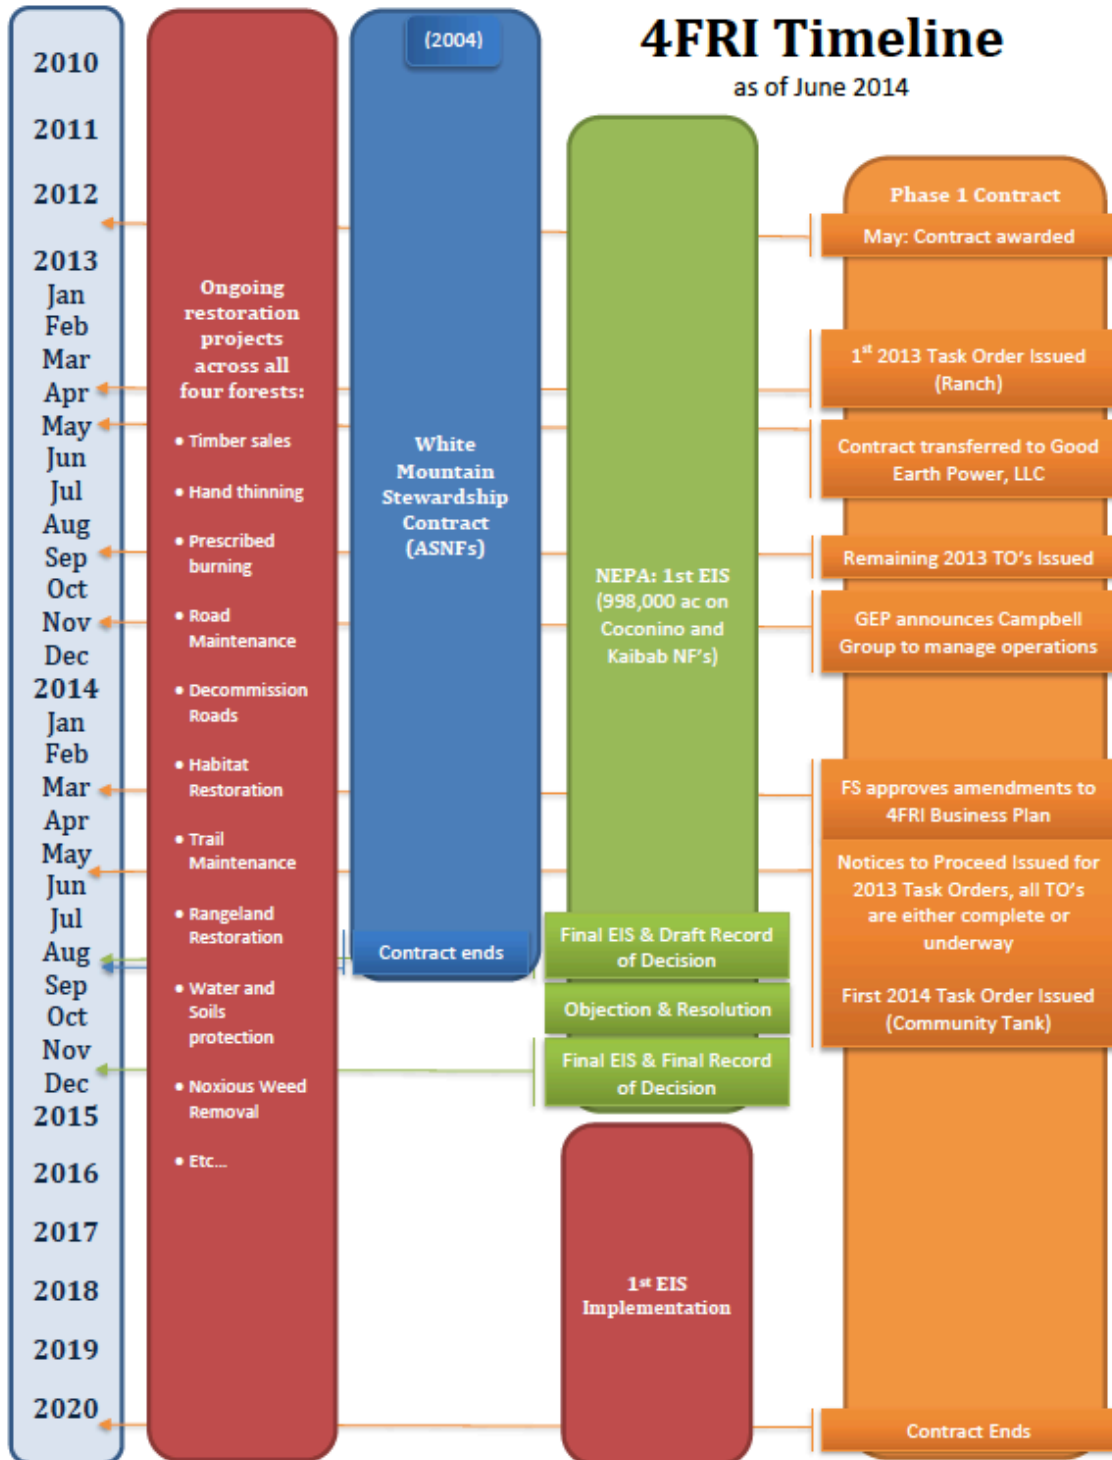 4FRI Timeline
as of June 2014
2010
2011
2012
2013
Jan
Feb
Mar
Apr
May
Jun
Jul
Aug
Sep
Oct
Nov
Dec
2014
Jan
Feb
Mar
Apr
May
Jun
Jul
Aug
Sep
Oct
Nov
Dec
2015
2016
2017
2018
2019
2020
Ongoing
restoration
projects
across all
four forests:
• Timber sales
• Hand thinning
• Prescribed
burning
• Road
Maintenance
• Decommission
Roads
• Habitat
Restoration
• Trail
Maintenance
• Rangeland
Restoration
• Water and
Soils
protection
• Noxious Weed
Removal
• Etc...
(2004)
White
Mountain
Stewardship
Contract
(ASNFs)
Contract ends
NEPA: 1st EIS
(998,000 ac on
Coconino and
Kaibab NF's)
Final EIS & Draft Record
of Decision
Objection & Resolution
Final EIS & Final Record
of Decision
1st EIS
Implementation
Phase 1 Contract
May: Contract awarded
1st 2013 Task Order Issued
(Ranch)
Contract transferred to Good
Earth Power, LLC
Remaining 2013 TO's Issued
GEP announces Campbell
Group to manage operations
FS approves amendments to
4FRI Business Plan
Notices to Proceed Issued for
2013 Task Orders, all TO's
are either complete or
underway
First 2014 Task Order Issued
(Community Tank)
Contract Ends